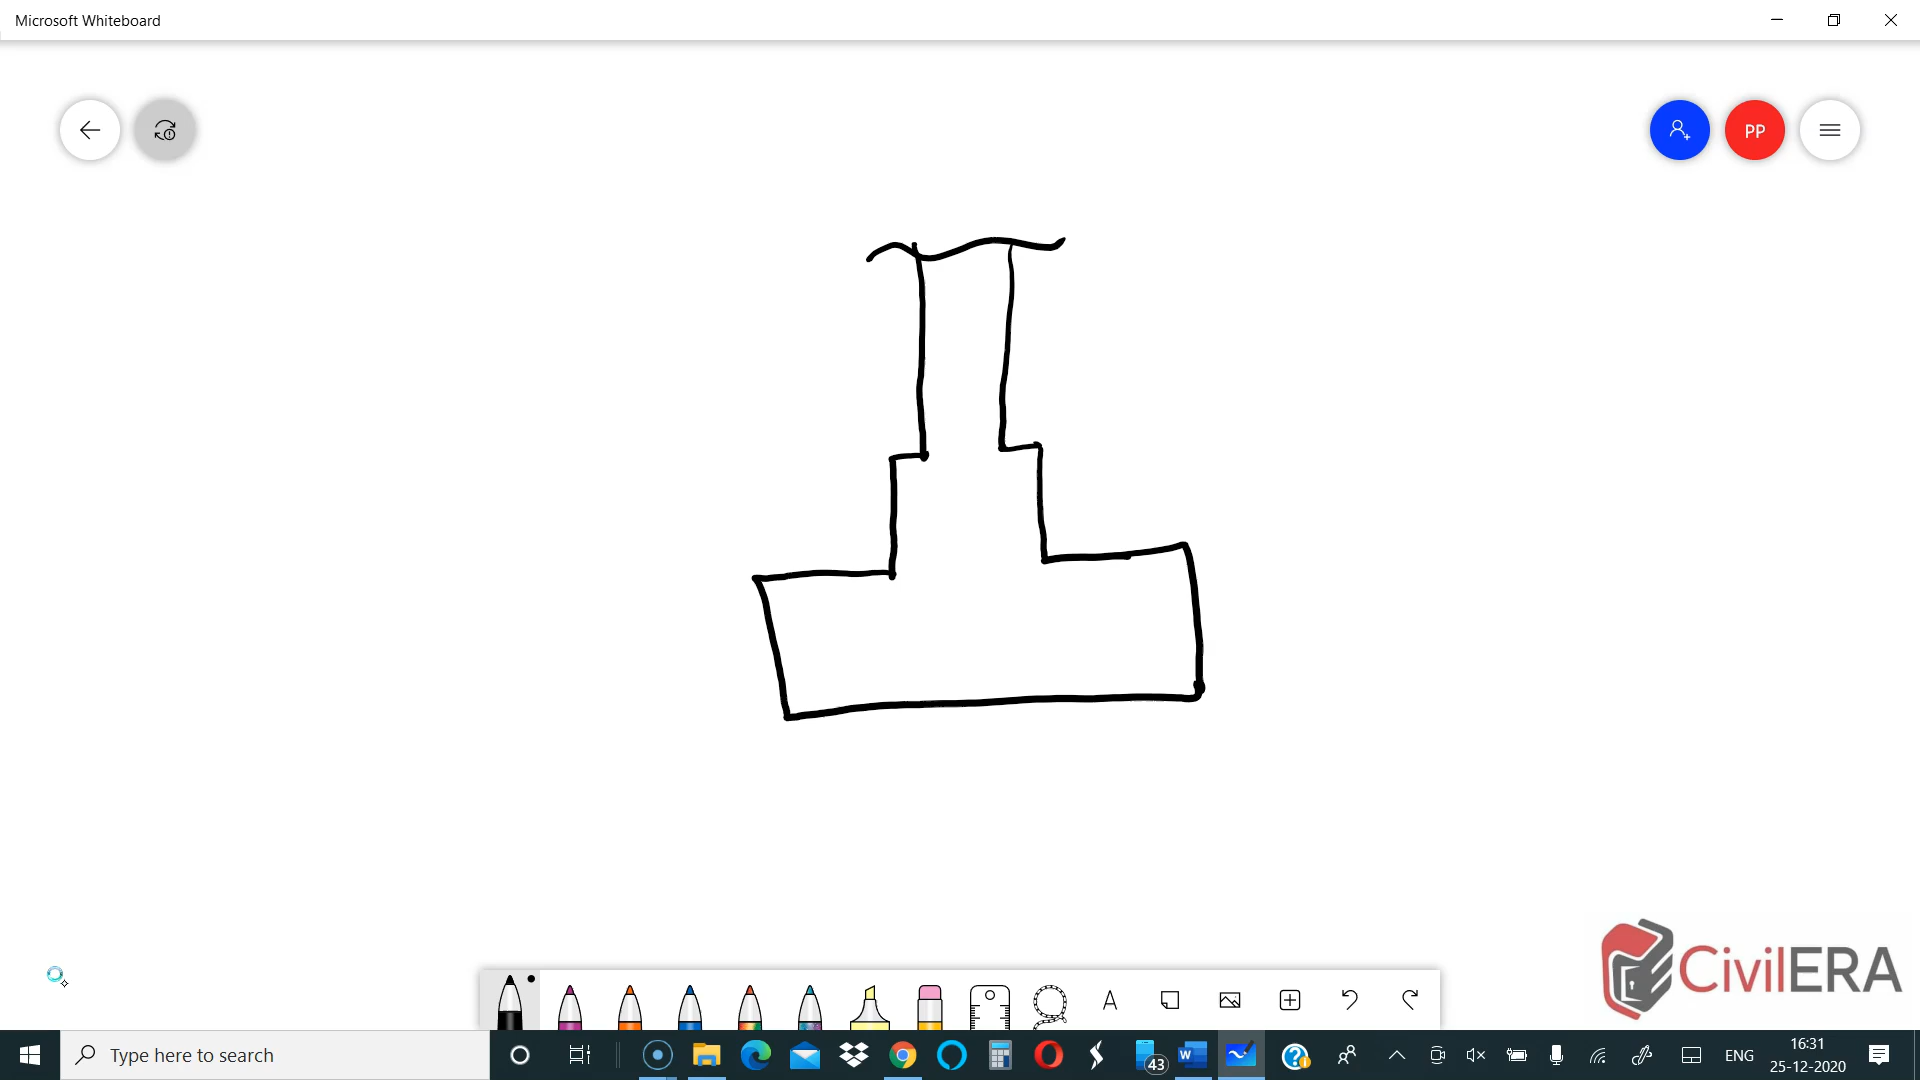 Microsoft Whiteboard
PP
CivilERA
A
Type here to search
43
W
ENG
16:31
25-12-2020